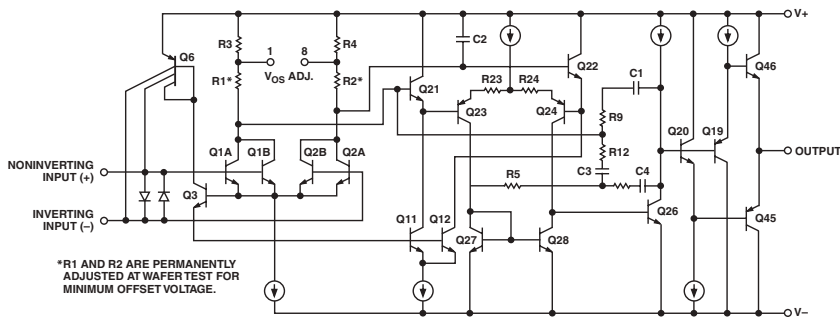 V+
R3
1
8
R4
C2
Q6
VOS ADJ.
Q22
Q46
R1*
R2*
Q21
R23
R24
C1
Q23
Q24
R9
Q20
Q19
Q1A
Q1B
Q2B
Q2A
R12
OUTPUT
NONINVERTING
INPUT (+)
C3
C4
R5
Q3
INVERTING
INPUT (–)
Q11
Q12
Q27
Q28
Q26
Q45
*R1 AND R2 ARE PERMANENTLY
ADJUSTED AT WAFER TEST FOR
MINIMUM OFFSET VOLTAGE.
V–